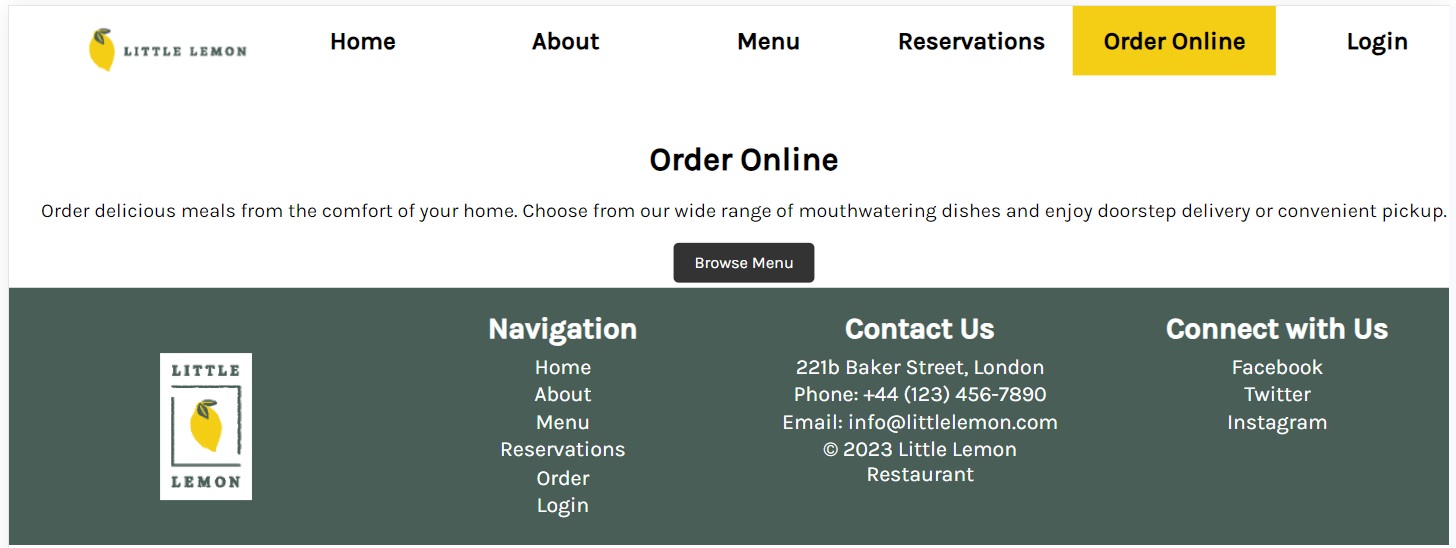 LITTLE LEMON
Home
About
Menu
Reservations
Order Online
Login
Order Online
Order delicious meals from the comfort of your home. Choose from our wide range of mouthwatering dishes and enjoy doorstep delivery or convenient pickup.
Browse Menu
LITTLE
LEMON
Navigation
Home
About
Menu
Reservations
Order
Login
Contact Us
221b Baker Street, London
Phone: +44 (123) 456-7890
Email: info@littlelemon.com
© 2023 Little Lemon
Restaurant
Connect with Us
Facebook
Twitter
Instagram